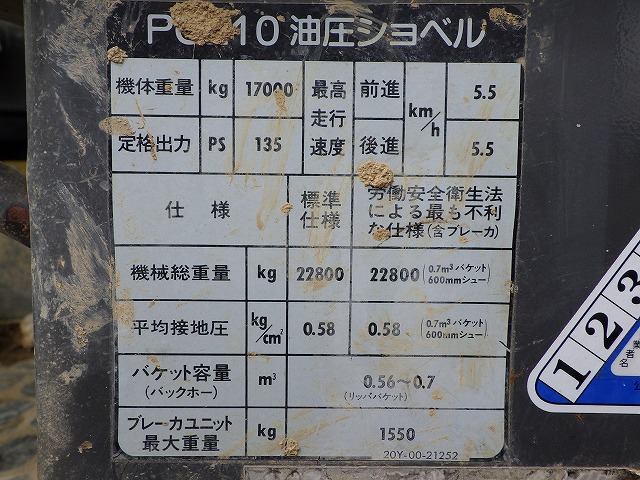 10 油圧ショベル
機体重量 kg 17000 最高走行速度 前進 km/h 5.5
定格出力 PS 135 後進 5.5
仕様 標準仕様 労働安全衛生法による最も不利な仕様(含ブレーカ)
機械総重量 kg 22800 22800 (0.7m³バケット 600mmシュー)
平均接地圧 kg/cm² 0.58 0.58 (0.7m³バケット 600mmシュー)
バケット容量 (バックホー) m³ 0.56〜0.7 (リッパバケット)
ブレーカユニット最大重量 kg 1550
20Y-00-21252
1 2 3
業者名